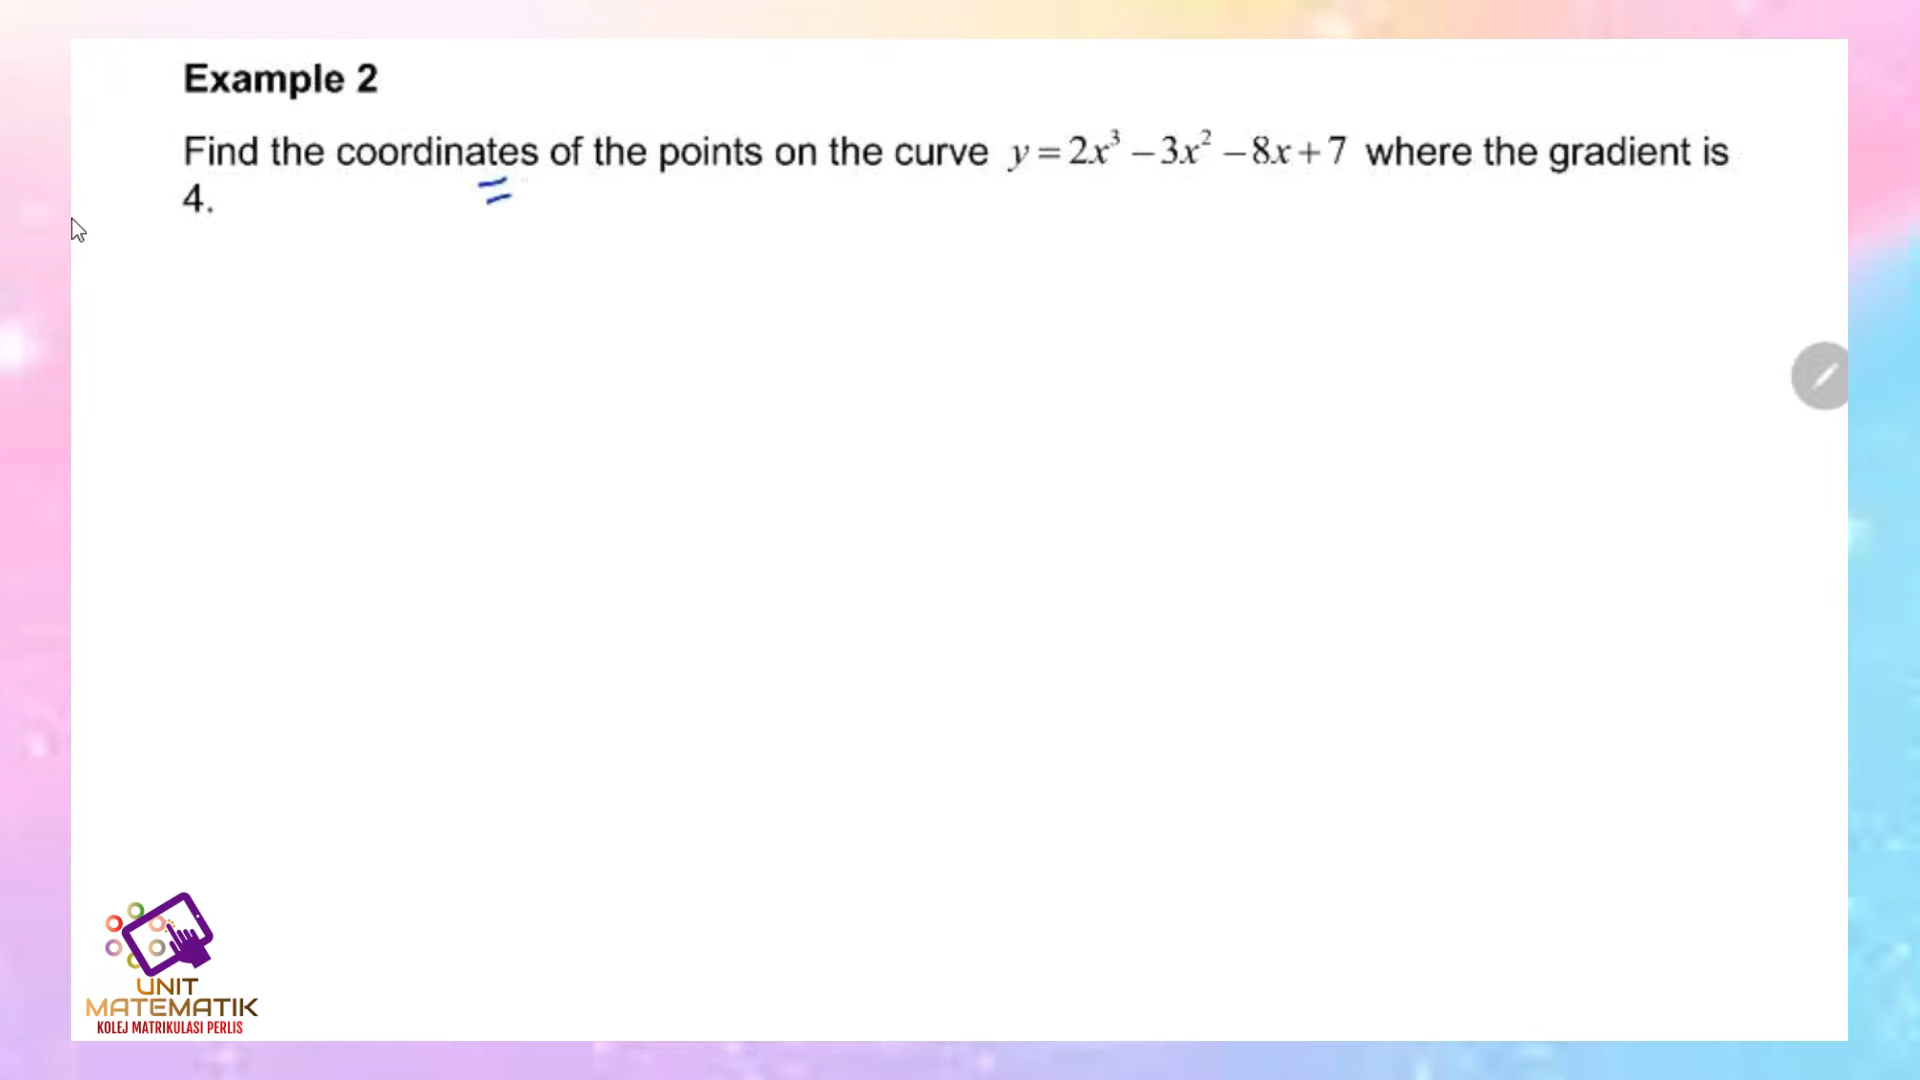 Example 2
Find the coordinates of the points on the curve y = 2x³ − 3x² − 8x + 7 where the gradient is
4.
UNIT
MATEMATIK
KOLEJ MATRIKULASI PERLIS